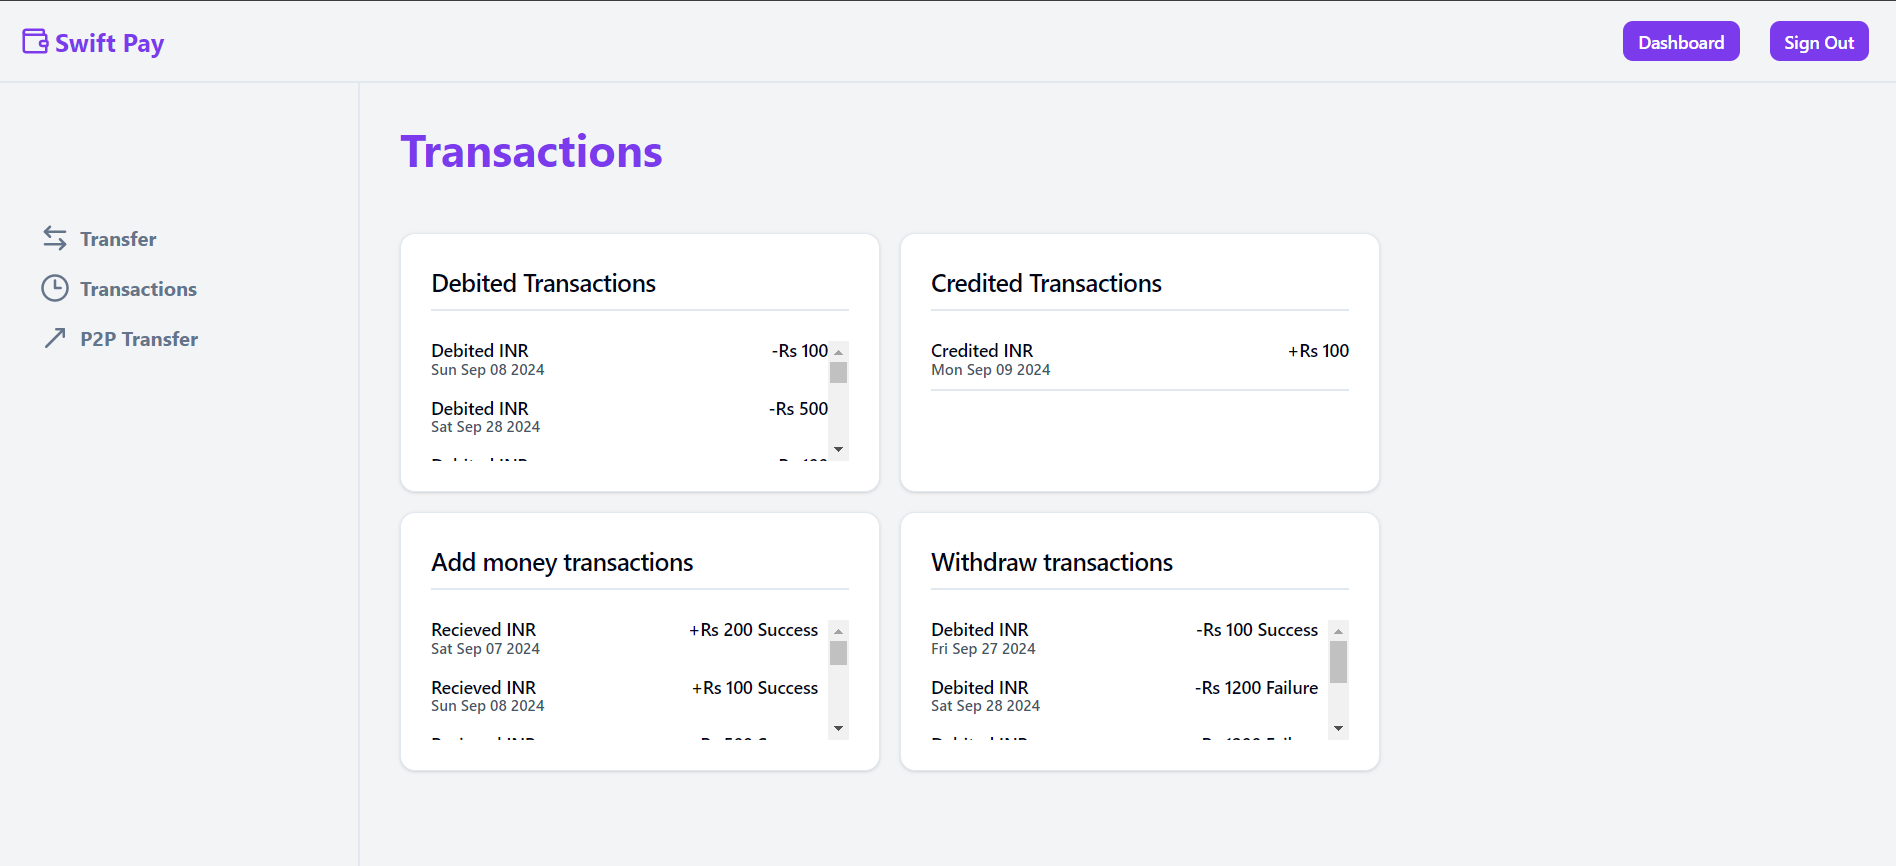 Swift Pay
Dashboard
Sign Out
Transfer
Transactions
P2P Transfer
Transactions
Debited Transactions
Debited INR -Rs 100
Sun Sep 08 2024
Debited INR -Rs 500
Sat Sep 28 2024
Credited Transactions
Credited INR +Rs 100
Mon Sep 09 2024
Add money transactions
Recieved INR +Rs 200 Success
Sat Sep 07 2024
Recieved INR +Rs 100 Success
Sun Sep 08 2024
Withdraw transactions
Debited INR -Rs 100 Success
Fri Sep 27 2024
Debited INR -Rs 1200 Failure
Sat Sep 28 2024